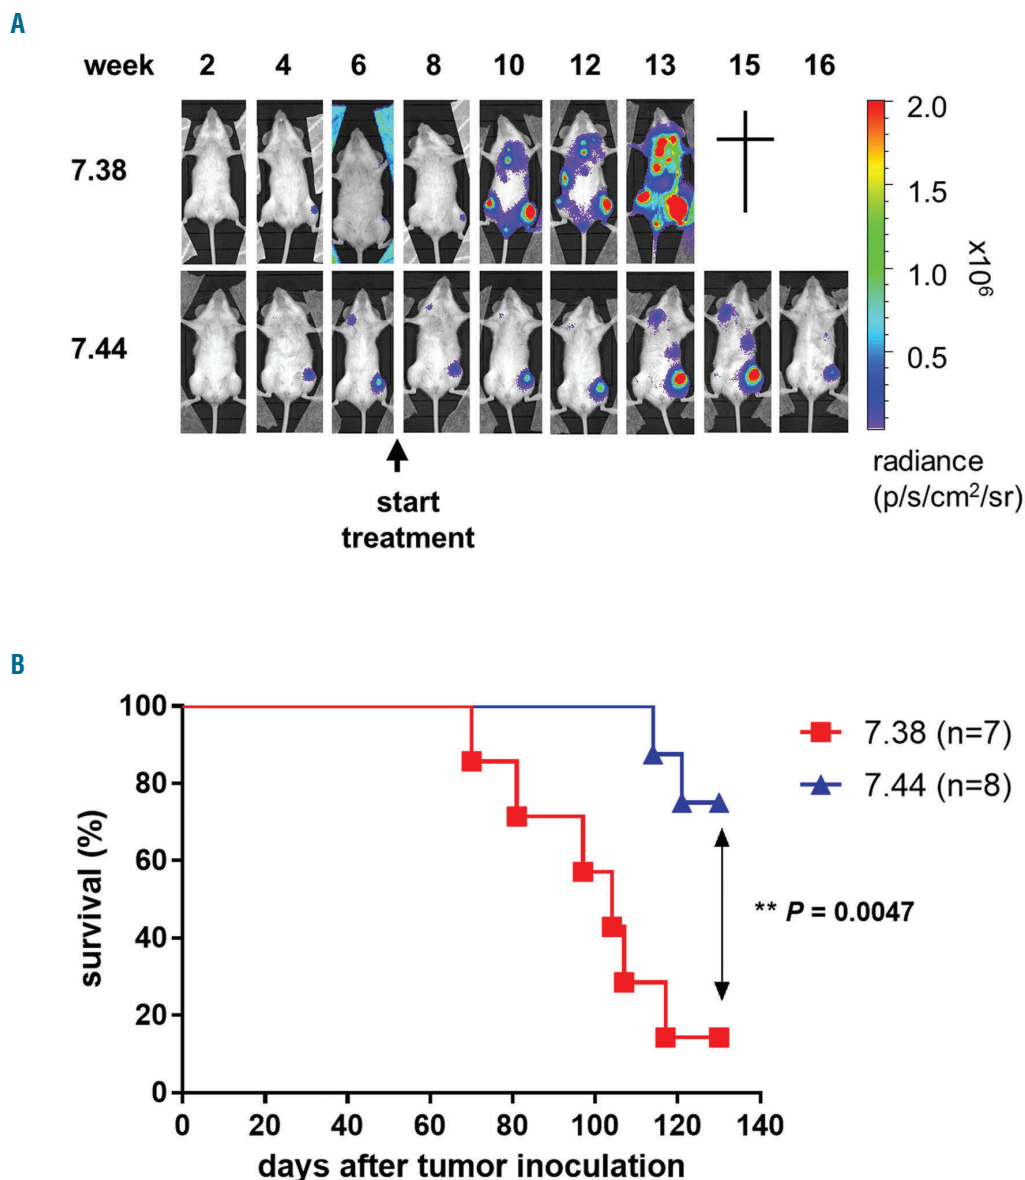 A
week 2 4 6 8 10 12 13 15 16
7.38
7.44
2.0
1.5
1.0
0.5
x10⁶
radiance
(p/s/cm²/sr)
start
treatment
B
100
80
60
40
20
0
survival (%)
0 20 40 60 80 100 120 140
days after tumor inoculation
7.38 (n=7)
7.44 (n=8)
** P = 0.0047